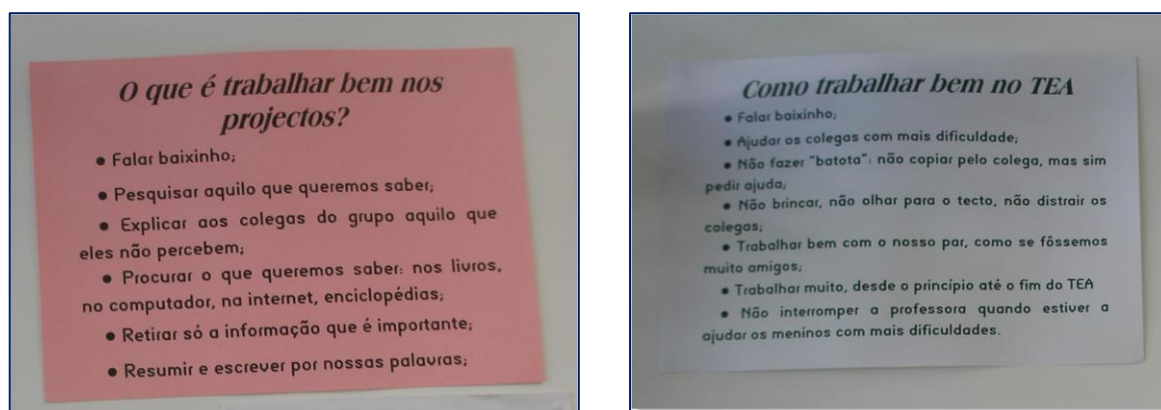 O que é trabalhar bem nos
projectos?
• Falar baixinho;
• Pesquisar aquilo que queremos saber;
• Explicar aos colegas do grupo aquilo que
eles não percebem;
• Procurar o que queremos saber: nos livros,
no computador, na internet, enciclopédias;
• Retirar só a informação que é importante;
• Resumir e escrever por nossas palavras;
Como trabalhar bem no TEA
• Falar baixinho;
• Ajudar os colegas com mais dificuldade;
• Não fazer "batota": não copiar pelo colega, mas sim
pedir ajuda;
• Não brincar, não olhar para o tecto, não distrair os
colegas;
• Trabalhar bem com o nosso par, como se fôssemos
muito amigos;
• Trabalhar muito, desde o princípio até o fim do TEA
• Não interromper a professora quando estiver a
ajudar os meninos com mais dificuldades.